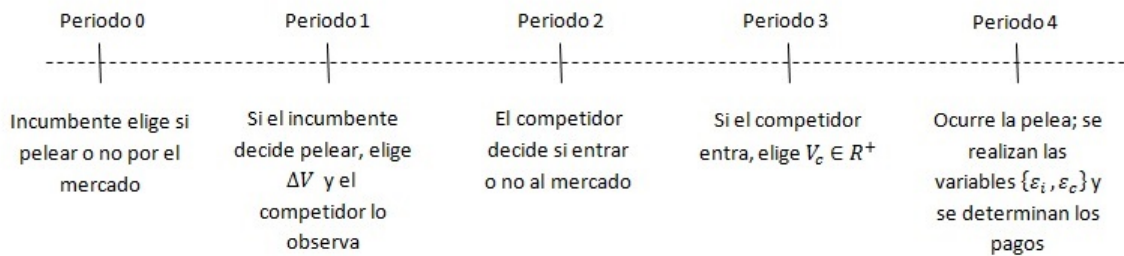 Periodo 0
Periodo 1
Periodo 2
Periodo 3
Periodo 4
Incumbente elige si
pelear o no por el
mercado
Si el incumbente
decide pelear, elige
ΔV y el
competidor lo
observa
El competidor
decide si entrar
o no al mercado
Si el competidor
entra, elige V_c ∈ R⁺
Ocurre la pelea; se
realizan las
variables {ε_i, ε_c} y
se determinan los
pagos